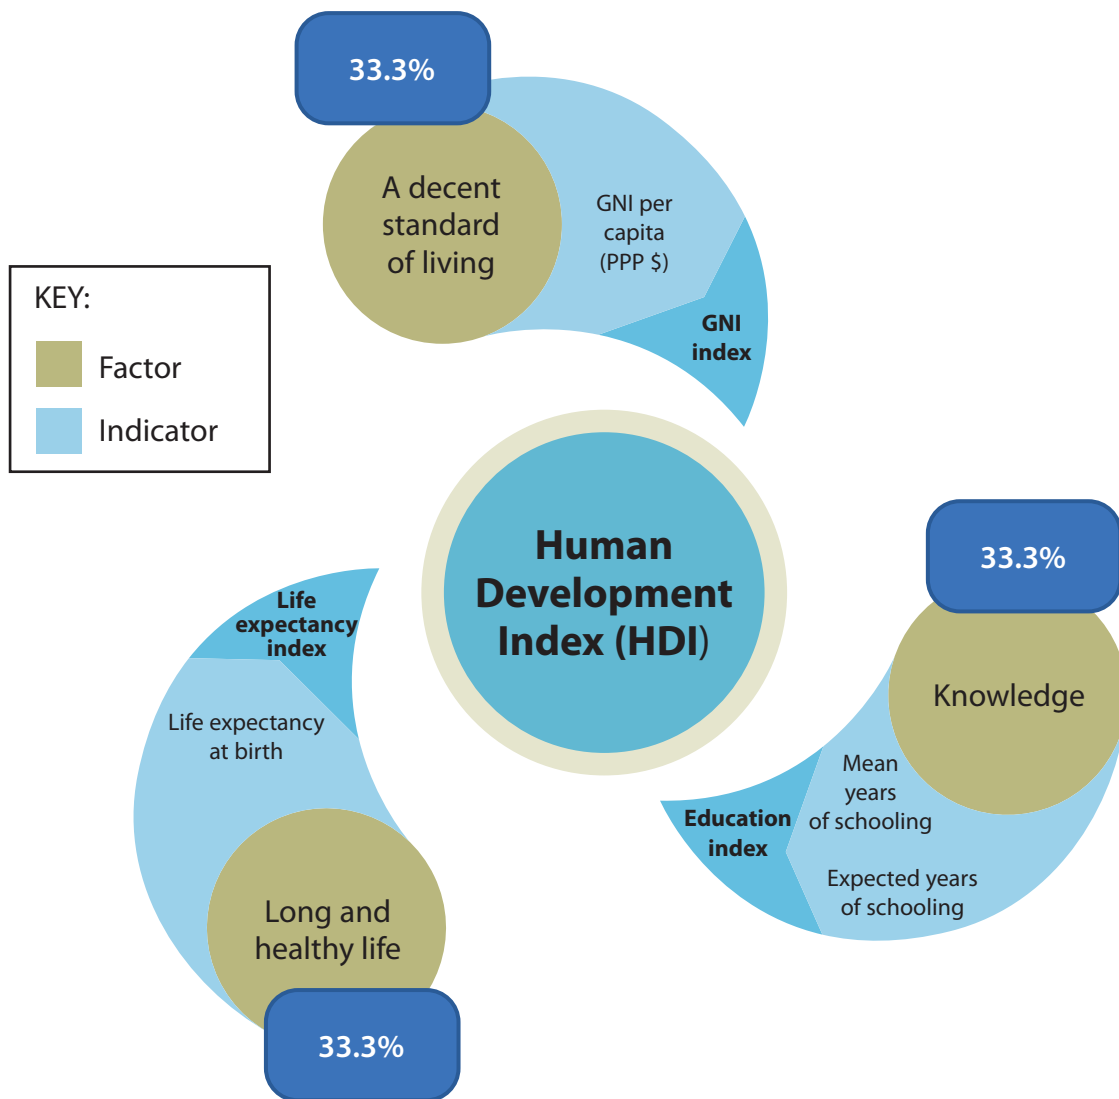 33.3%
A decent
standard
of living
GNI per
capita
(PPP $)
GNI
index
KEY:
Factor
Indicator
Human
Development
Index (HDI)
33.3%
Knowledge
Mean
years
of schooling
Expected years
of schooling
Education
index
Life
expectancy
index
Life expectancy
at birth
Long and
healthy life
33.3%